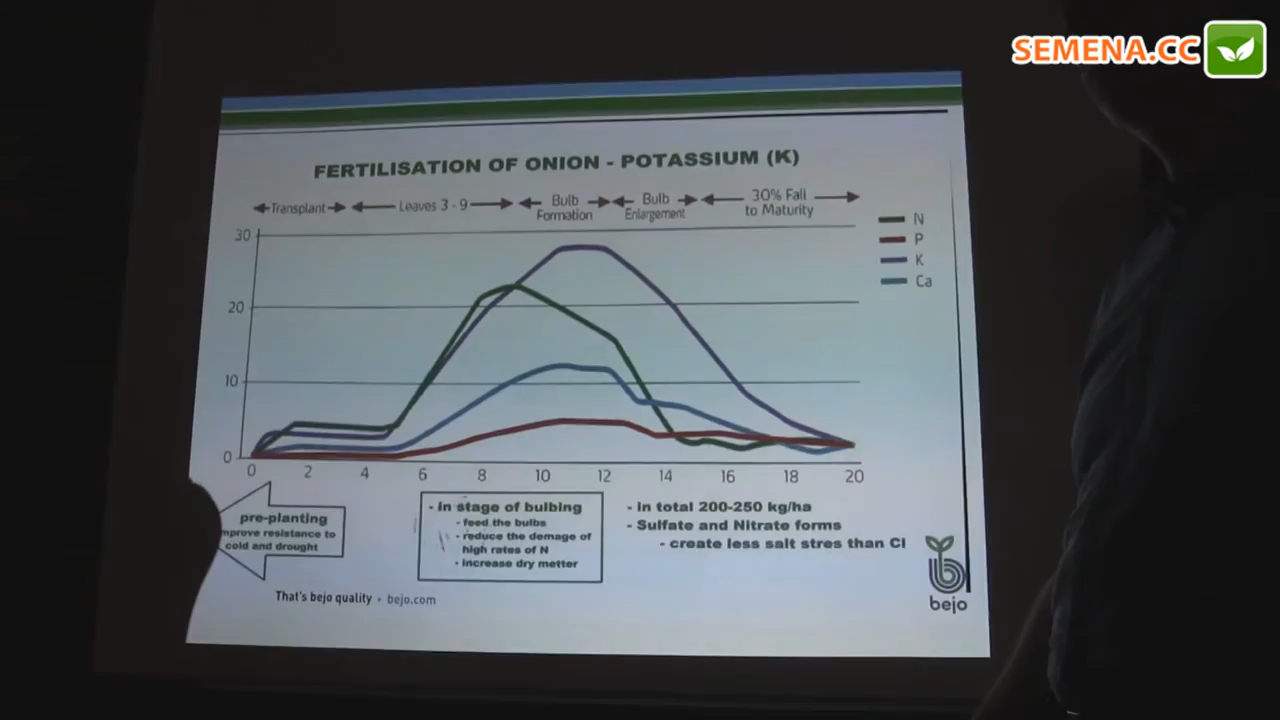 SEMENA.CC
FERTILISATION OF ONION - POTASSIUM (K)
Transplant
Leaves 3 - 9
Bulb
Formation
Bulb
Enlargement
30% Fall
to Maturity
N
P
K
Ca
30
20
10
0
0 2 4 6 8 10 12 14 16 18 20
pre-planting
mprove resistance to
cold and drought
- In stage of bulbing
- feed the bulbs
- reduce the demage of
high rates of N
- increase dry metter
- In total 200-250 kg/ha
- Sulfate and Nitrate forms
- create less salt stres than Cl
That's bejo quality • bejo.com
bejo